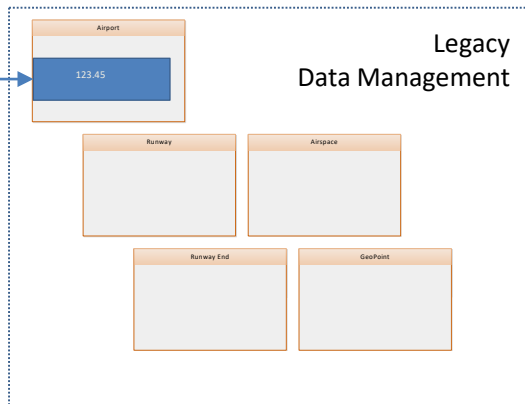 Airport
Legacy
Data Management
123.45
Runway
Airspace
Runway End
GeoPoint